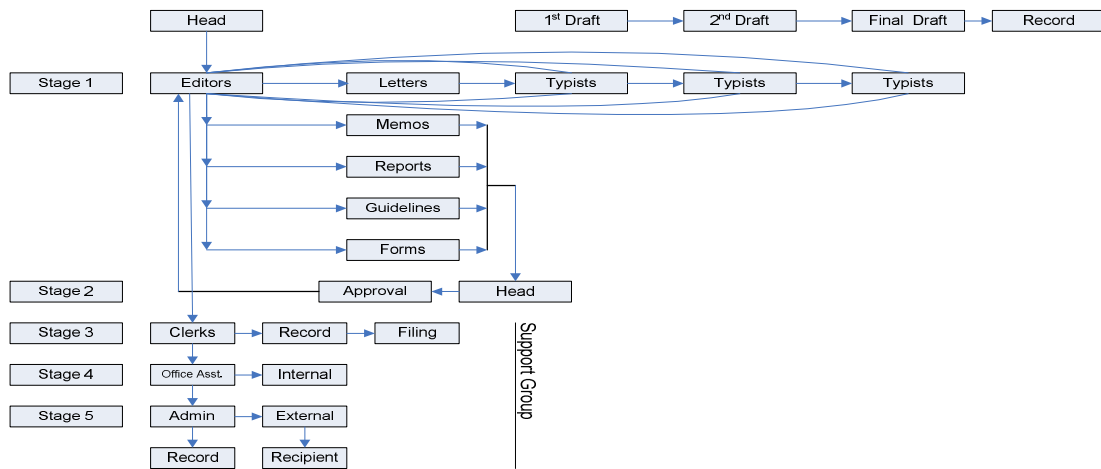 Head
1st Draft
2nd Draft
Final Draft
Record
Stage 1
Editors
Letters
Typists
Typists
Typists
Memos
Reports
Guidelines
Forms
Stage 2
Approval
Head
Stage 3
Clerks
Record
Filing
Support Group
Stage 4
Office Asst.
Internal
Stage 5
Admin
External
Record
Recipient